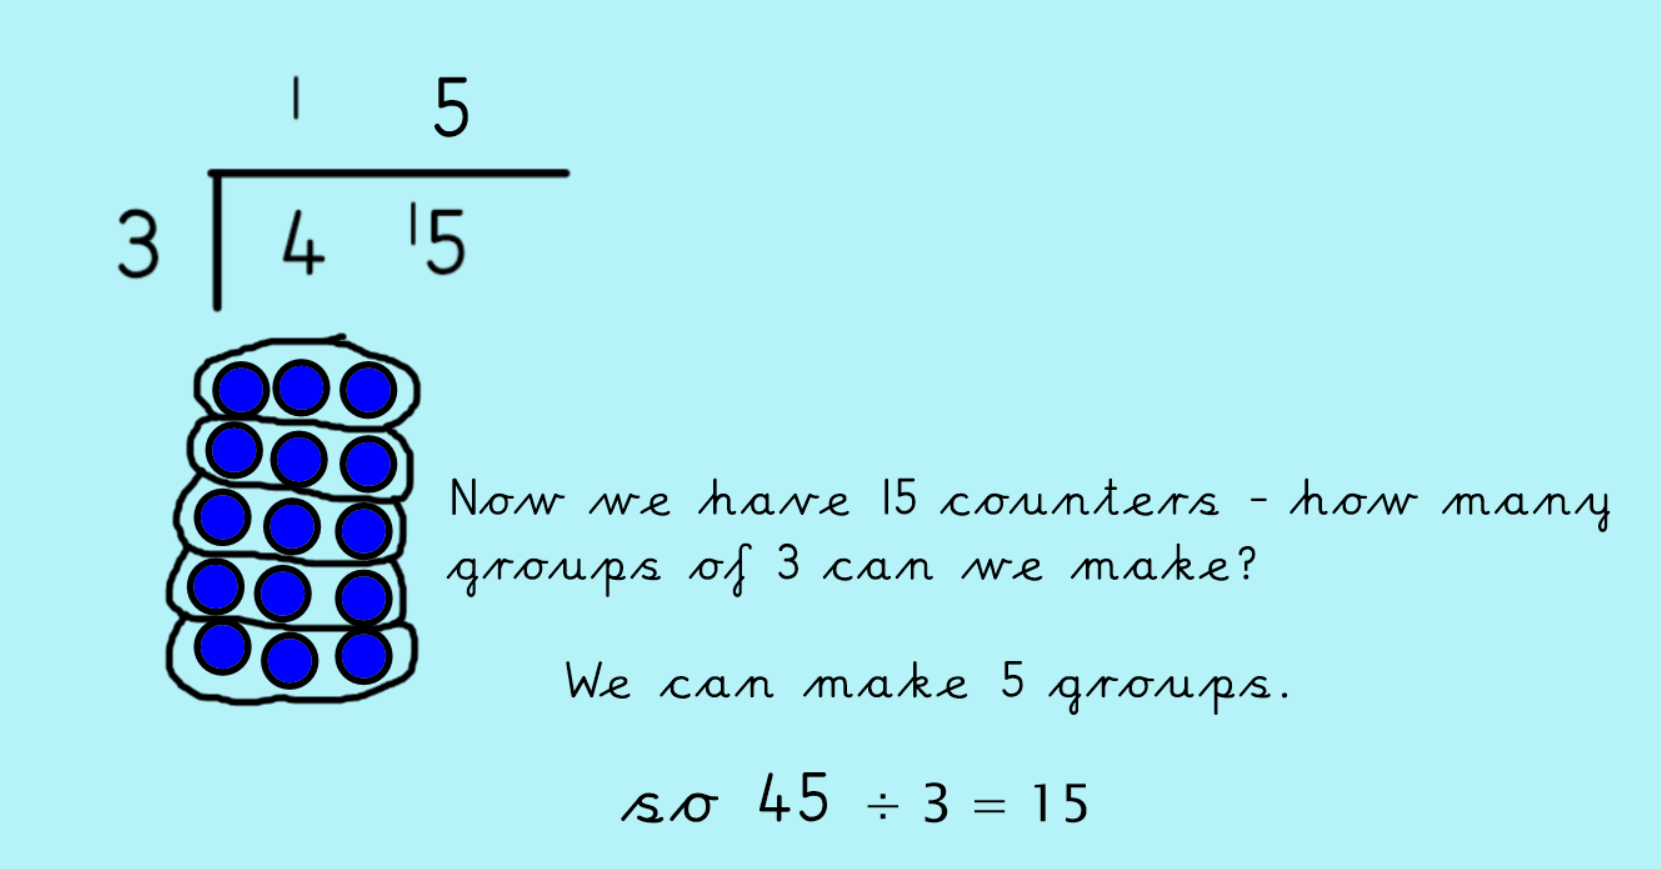 1 5
3 4 15
Now we have 15 counters - how many
groups of 3 can we make?
We can make 5 groups.
so 45 ÷ 3 = 15